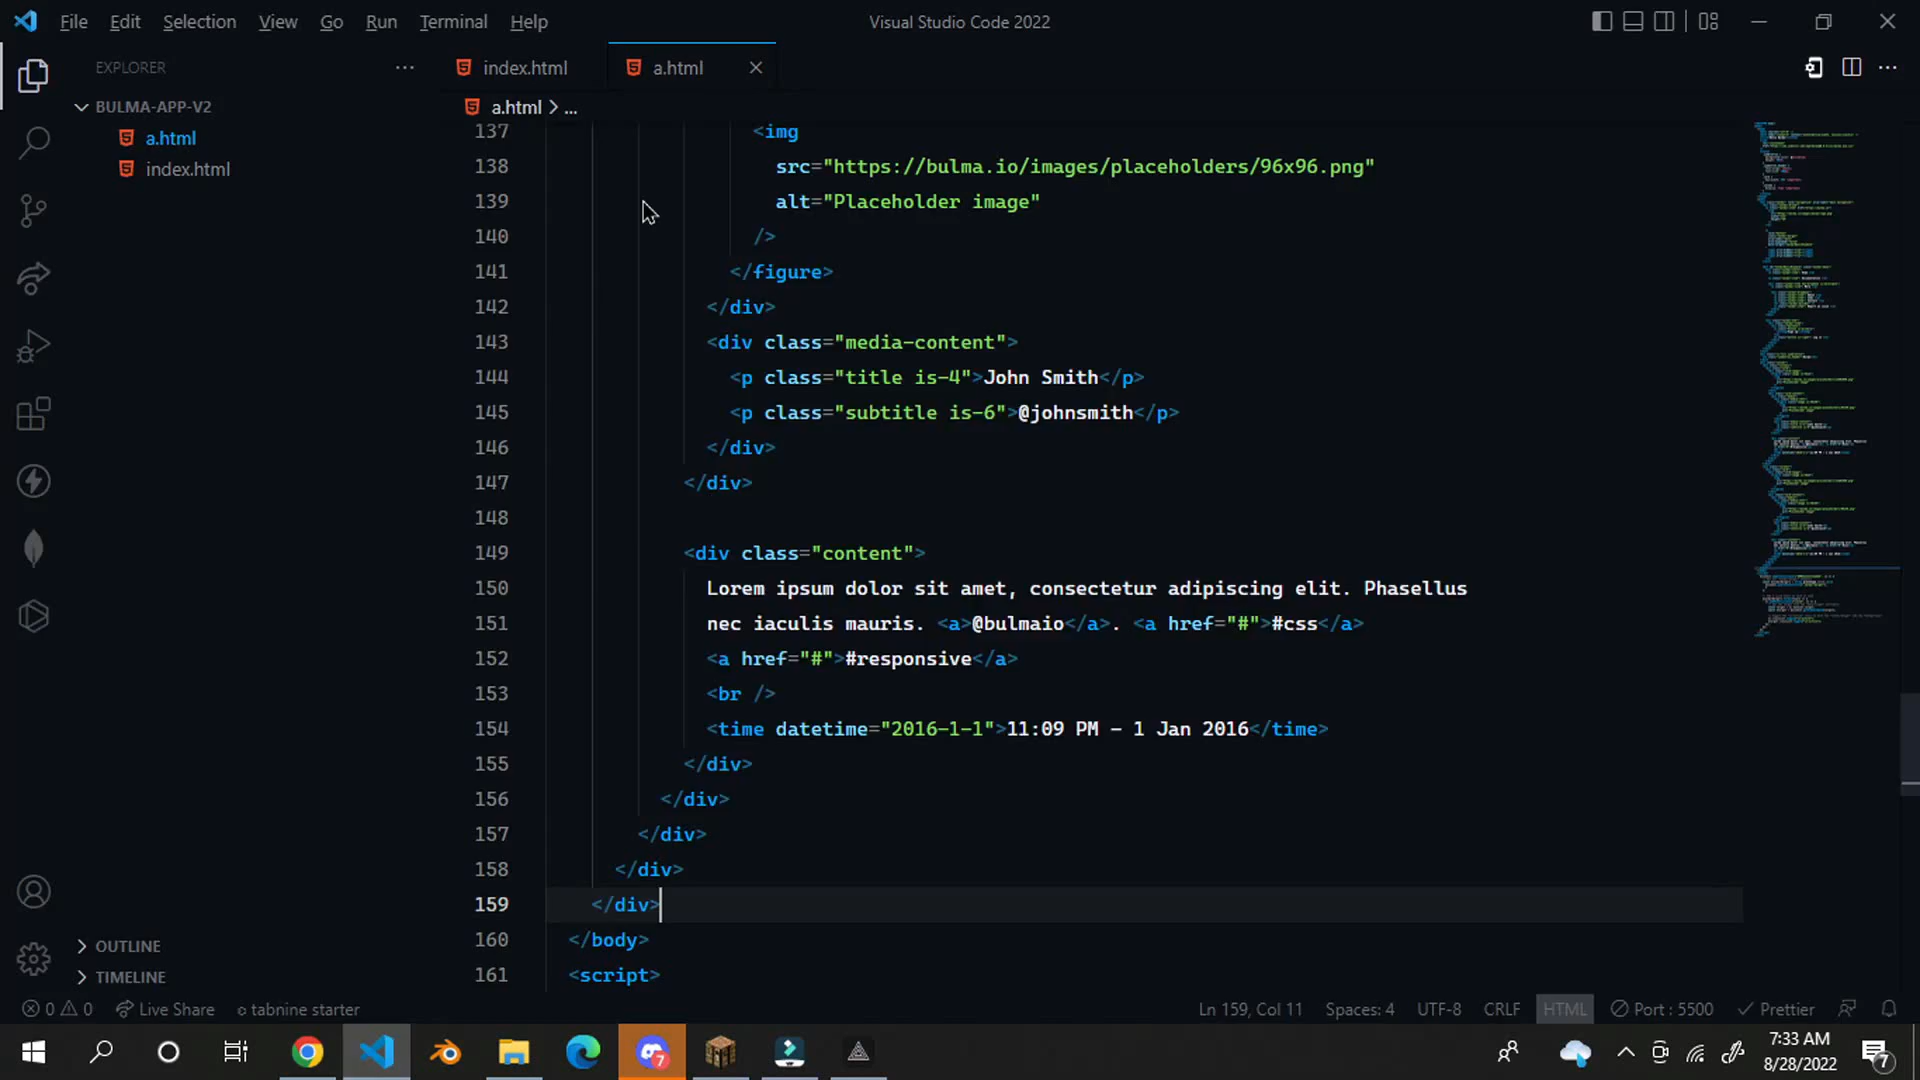 File Edit Selection View Go Run Terminal Help
Visual Studio Code 2022
EXPLORER
BULMA-APP-V2
a.html
index.html
OUTLINE
TIMELINE
index.html
a.html
a.html > ...
137 <img
138 src="https://bulma.io/images/placeholders/96x96.png"
139 alt="Placeholder image"
140 />
141 </figure>
142 </div>
143 <div class="media-content">
144 <p class="title is-4">John Smith</p>
145 <p class="subtitle is-6">@johnsmith</p>
146 </div>
147 </div>
148
149 <div class="content">
150 Lorem ipsum dolor sit amet, consectetur adipiscing elit. Phasellus
151 nec iaculis mauris. <a>@bulmaio</a>. <a href="#">#css</a>
152 <a href="#">#responsive</a>
153 <br />
154 <time datetime="2016-1-1">11:09 PM - 1 Jan 2016</time>
155 </div>
156 </div>
157 </div>
158 </div>
159 </div>
160 </body>
161 <script>
0 0 Live Share tabnine starter Ln 159, Col 11 Spaces: 4 UTF-8 CRLF HTML Port : 5500 Prettier
7
7:33 AM
8/28/2022
7